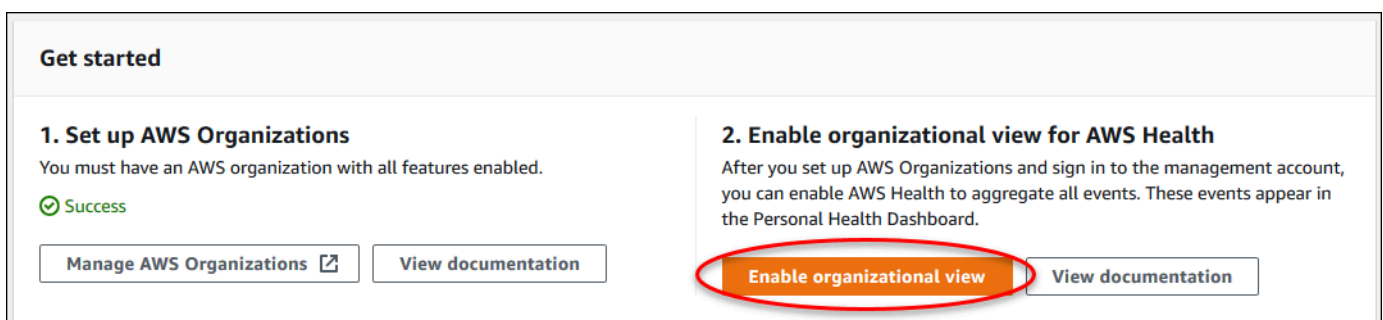 Get started
1. Set up AWS Organizations
You must have an AWS organization with all features enabled.
Success
Manage AWS Organizations
View documentation
2. Enable organizational view for AWS Health
After you set up AWS Organizations and sign in to the management account,
you can enable AWS Health to aggregate all events. These events appear in
the Personal Health Dashboard.
Enable organizational view
View documentation